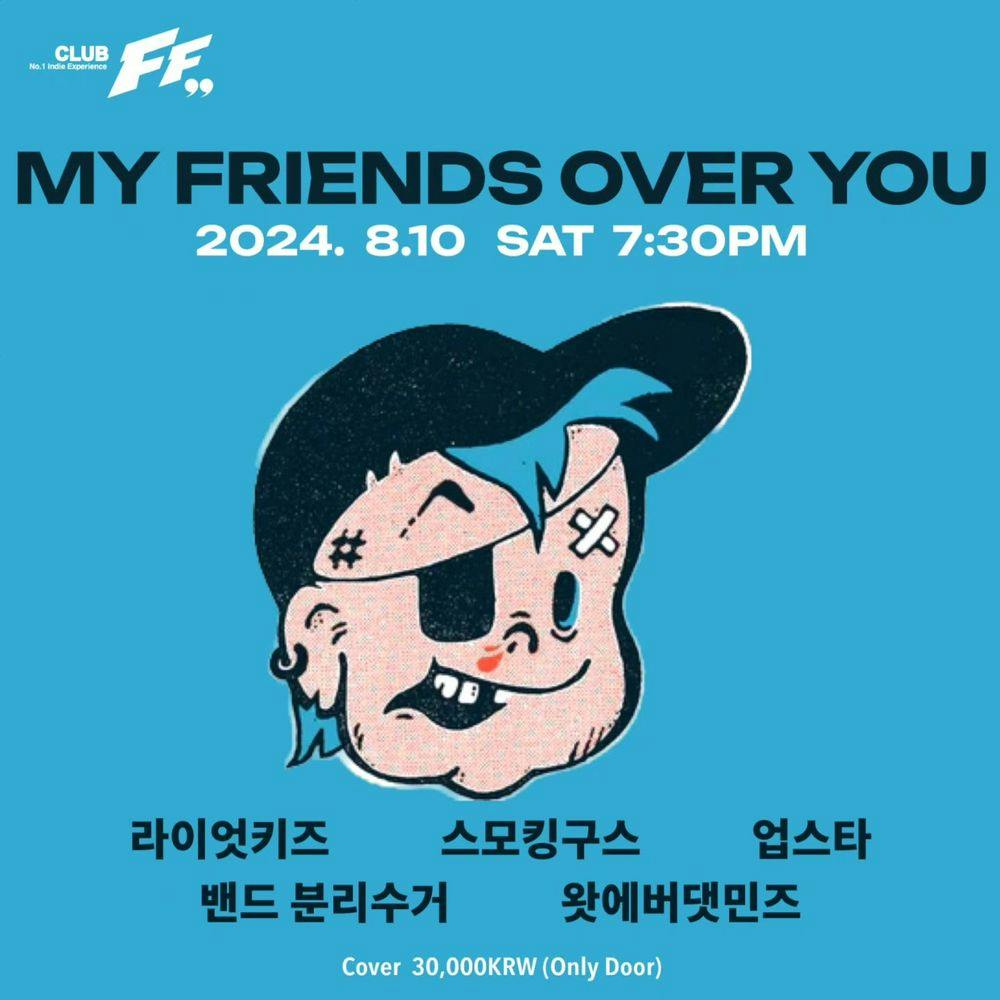 CLUB
No.1 Indie Experience
FF,,
MY FRIENDS OVER YOU
2024. 8.10 SAT 7:30PM
#
라이엇키즈 스모킹구스 업스타
밴드 분리수거 왓에버댓민즈
Cover 30,000KRW (Only Door)